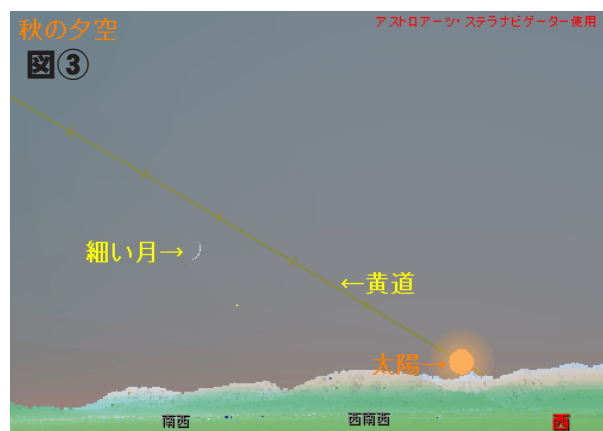 秋の夕空
アストロアーツ・ステラナビゲーター使用
図③
細い月→
←黄道
太陽→
南西
西南西
西